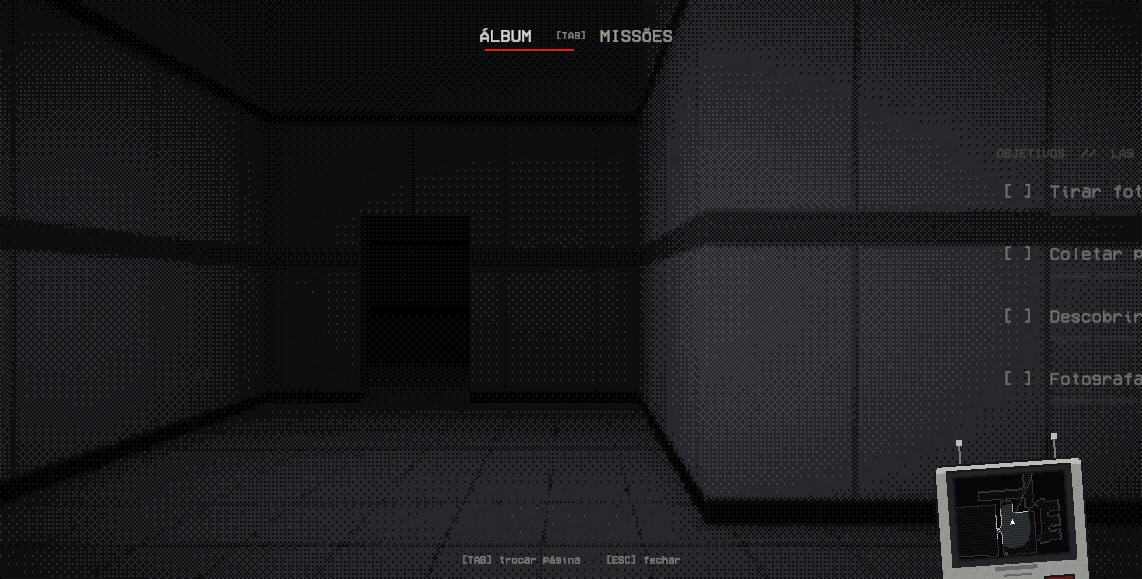 ÁLBUM [TAB] MISSÕES
OBJETIVOS // LAB
[ ] Tirar fot
[ ] Coletar p
[ ] Descobrir
[ ] Fotografa
[TAB] trocar página [ESC] fechar